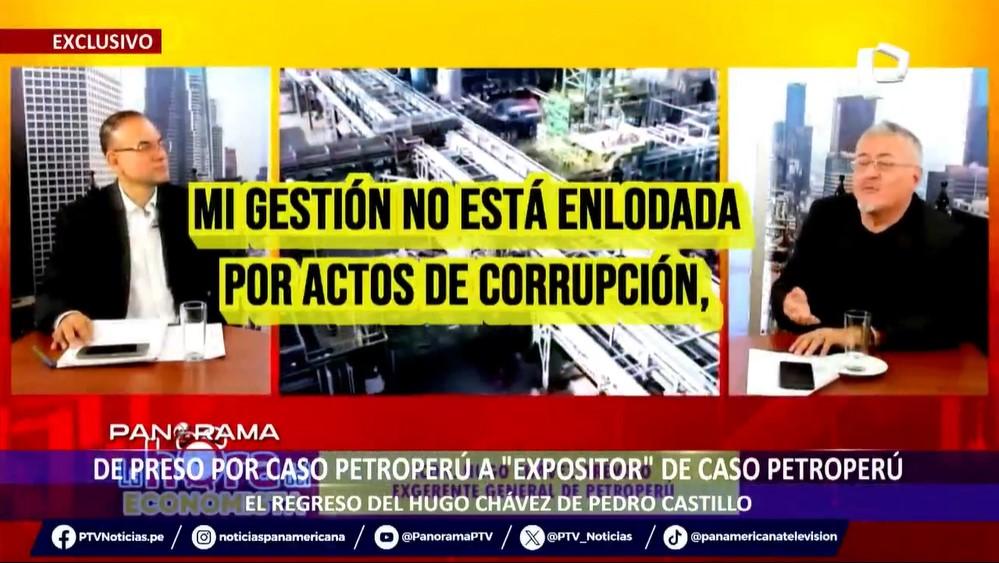 EXCLUSIVO
MI GESTIÓN NO ESTÁ ENLODADA
POR ACTOS DE CORRUPCIÓN,
PANORAMA
DE PRESO POR CASO PETROPERÚ A "EXPOSITOR" DE CASO PETROPERÚ
EXGERENTE GENERAL DE PETROPERÚ
EL REGRESO DEL HUGO CHÁVEZ DE PEDRO CASTILLO
PTVNoticias.pe noticiaspanamericana @PanoramaPTV @PTV_Noticias @panamericanatelevision